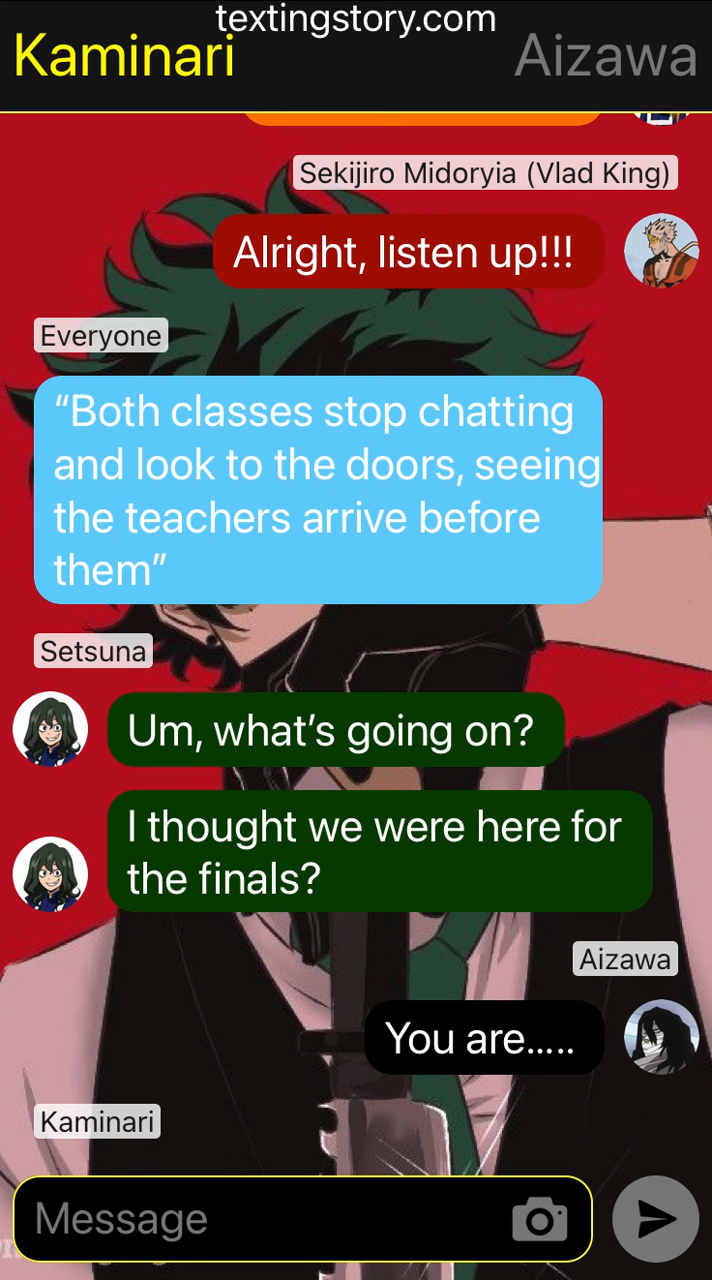 textingstory.com
Kaminari
Aizawa
Sekijiro Midoryia (Vlad King)
Alright, listen up!!!
Everyone
“Both classes stop chatting
and look to the doors, seeing
the teachers arrive before
them”
Setsuna
Um, what’s going on?
I thought we were here for
the finals?
Aizawa
You are.....
Kaminari
Message